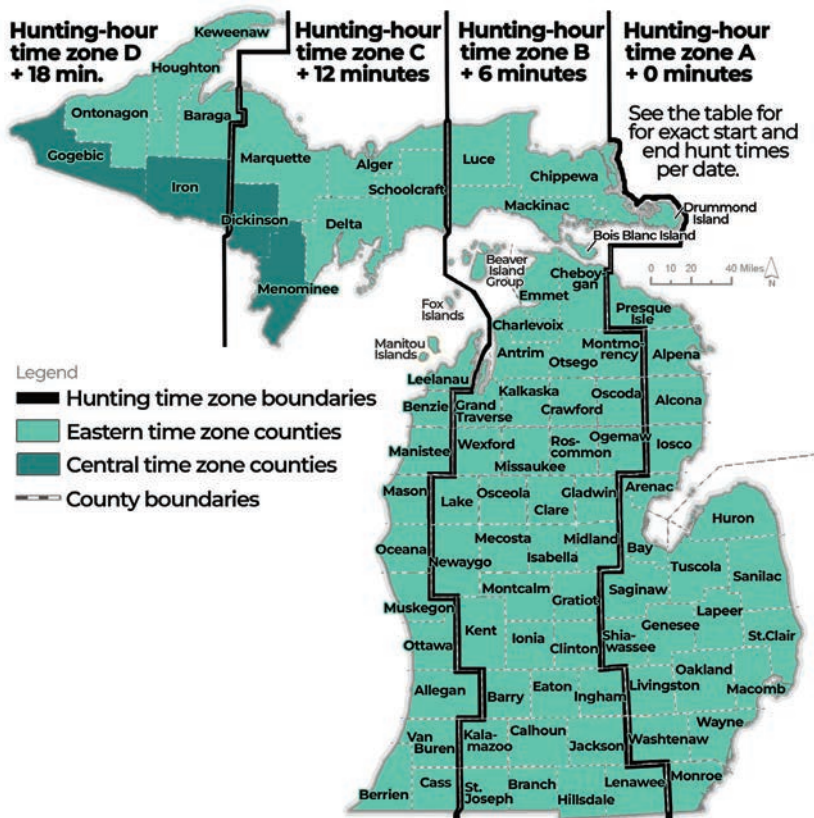 Hunting-hour
time zone D
+ 18 min.
Hunting-hour
time zone C
+ 12 minutes
Hunting-hour
time zone B
+ 6 minutes
Hunting-hour
time zone A
+ 0 minutes
See the table for
for exact start and
end hunt times
per date.
Keweenaw
Houghton
Ontonagon
Baraga
Gogebic
Iron
Marquette
Alger
Schoolcraft
Luce
Chippewa
Mackinac
Dickinson
Delta
Menominee
Drummond
Island
Bois Blanc Island
0 10 20 40 Miles
N
Beaver
Island
Group
Fox
Islands
Manitou
Islands
Cheboy-
gan
Emmet
Presque
Isle
Charlevoix
Antrim
Otsego
Montmo-
rency
Alpena
Leelanau
Benzie
Grand
Traverse
Kalkaska
Crawford
Oscoda
Alcona
Manistee
Wexford
Missaukee
Ros-
common
Ogemaw
Iosco
Legend
Hunting time zone boundaries
Eastern time zone counties
Central time zone counties
County boundaries
Mason
Lake
Osceola
Clare
Gladwin
Arenac
Huron
Oceana
Newaygo
Mecosta
Isabella
Midland
Bay
Tuscola
Sanilac
Muskegon
Montcalm
Gratiot
Saginaw
Genesee
Lapeer
St.Clair
Ottawa
Kent
Ionia
Clinton
Shia-
wassee
Oakland
Macomb
Allegan
Barry
Eaton
Ingham
Livingston
Wayne
Van
Buren
Kala-
mazoo
Calhoun
Jackson
Washtenaw
Berrien
Cass
St.
Joseph
Branch
Hillsdale
Lenawee
Monroe